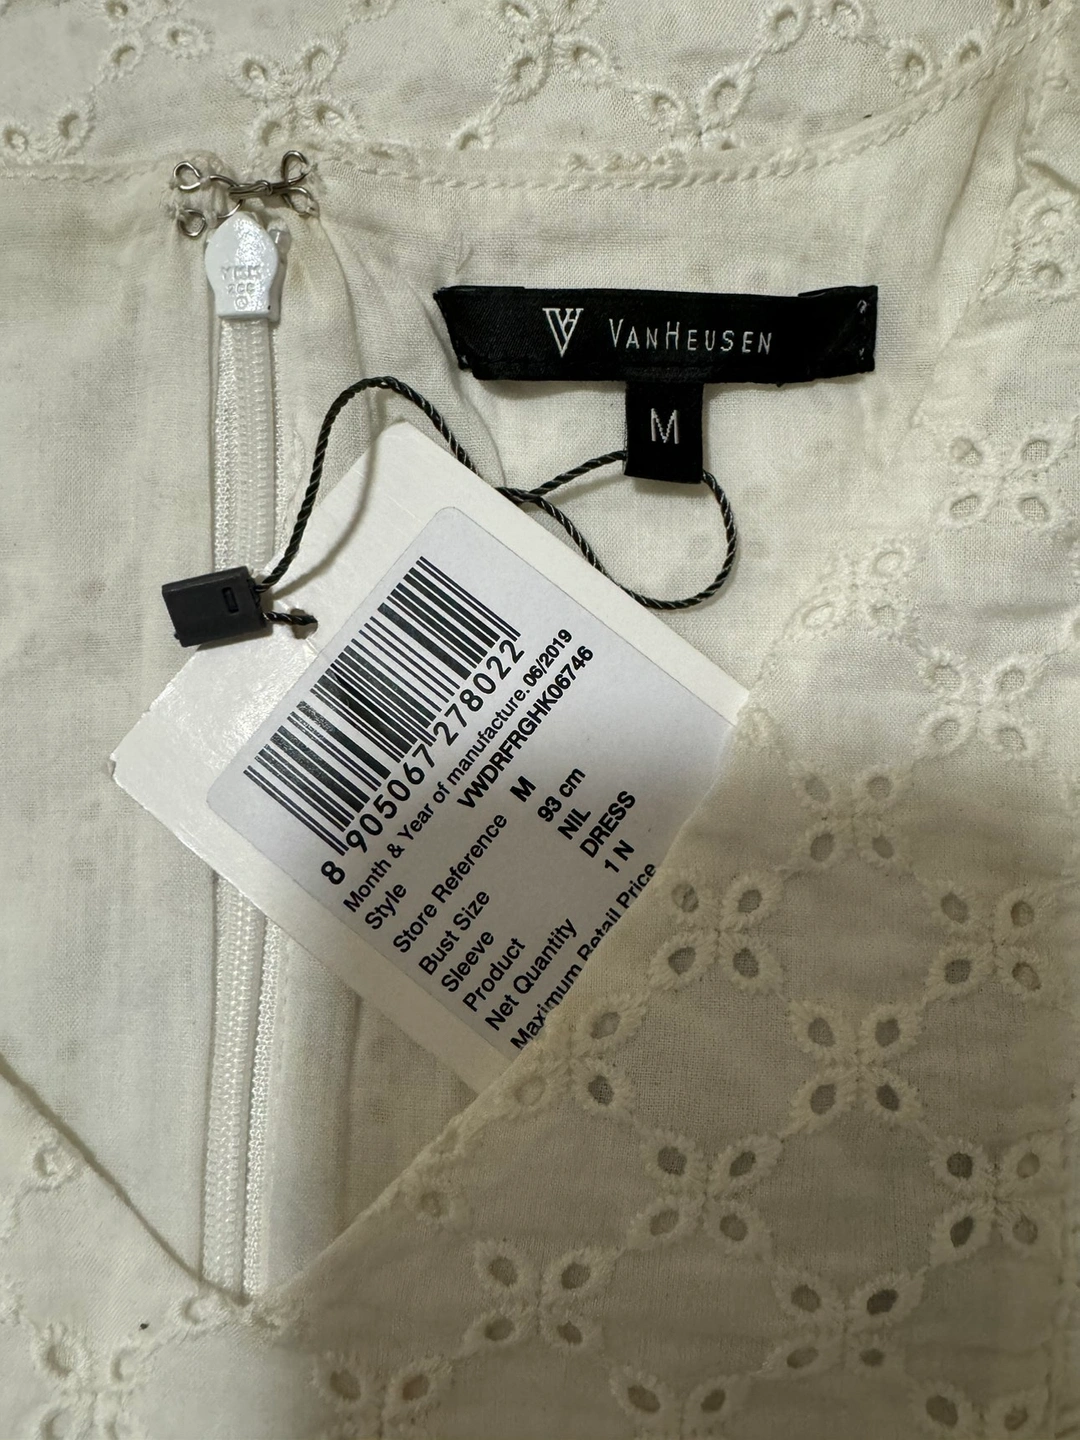 VANHEUSEN
M
8 905067 278022
Month & Year of manufacture. 06/2019
Style VWDRFRGHK06746
Store Reference M
Bust Size 93 cm
Sleeve NIL
Product DRESS
Net Quantity 1 N
Maximum Retail Price